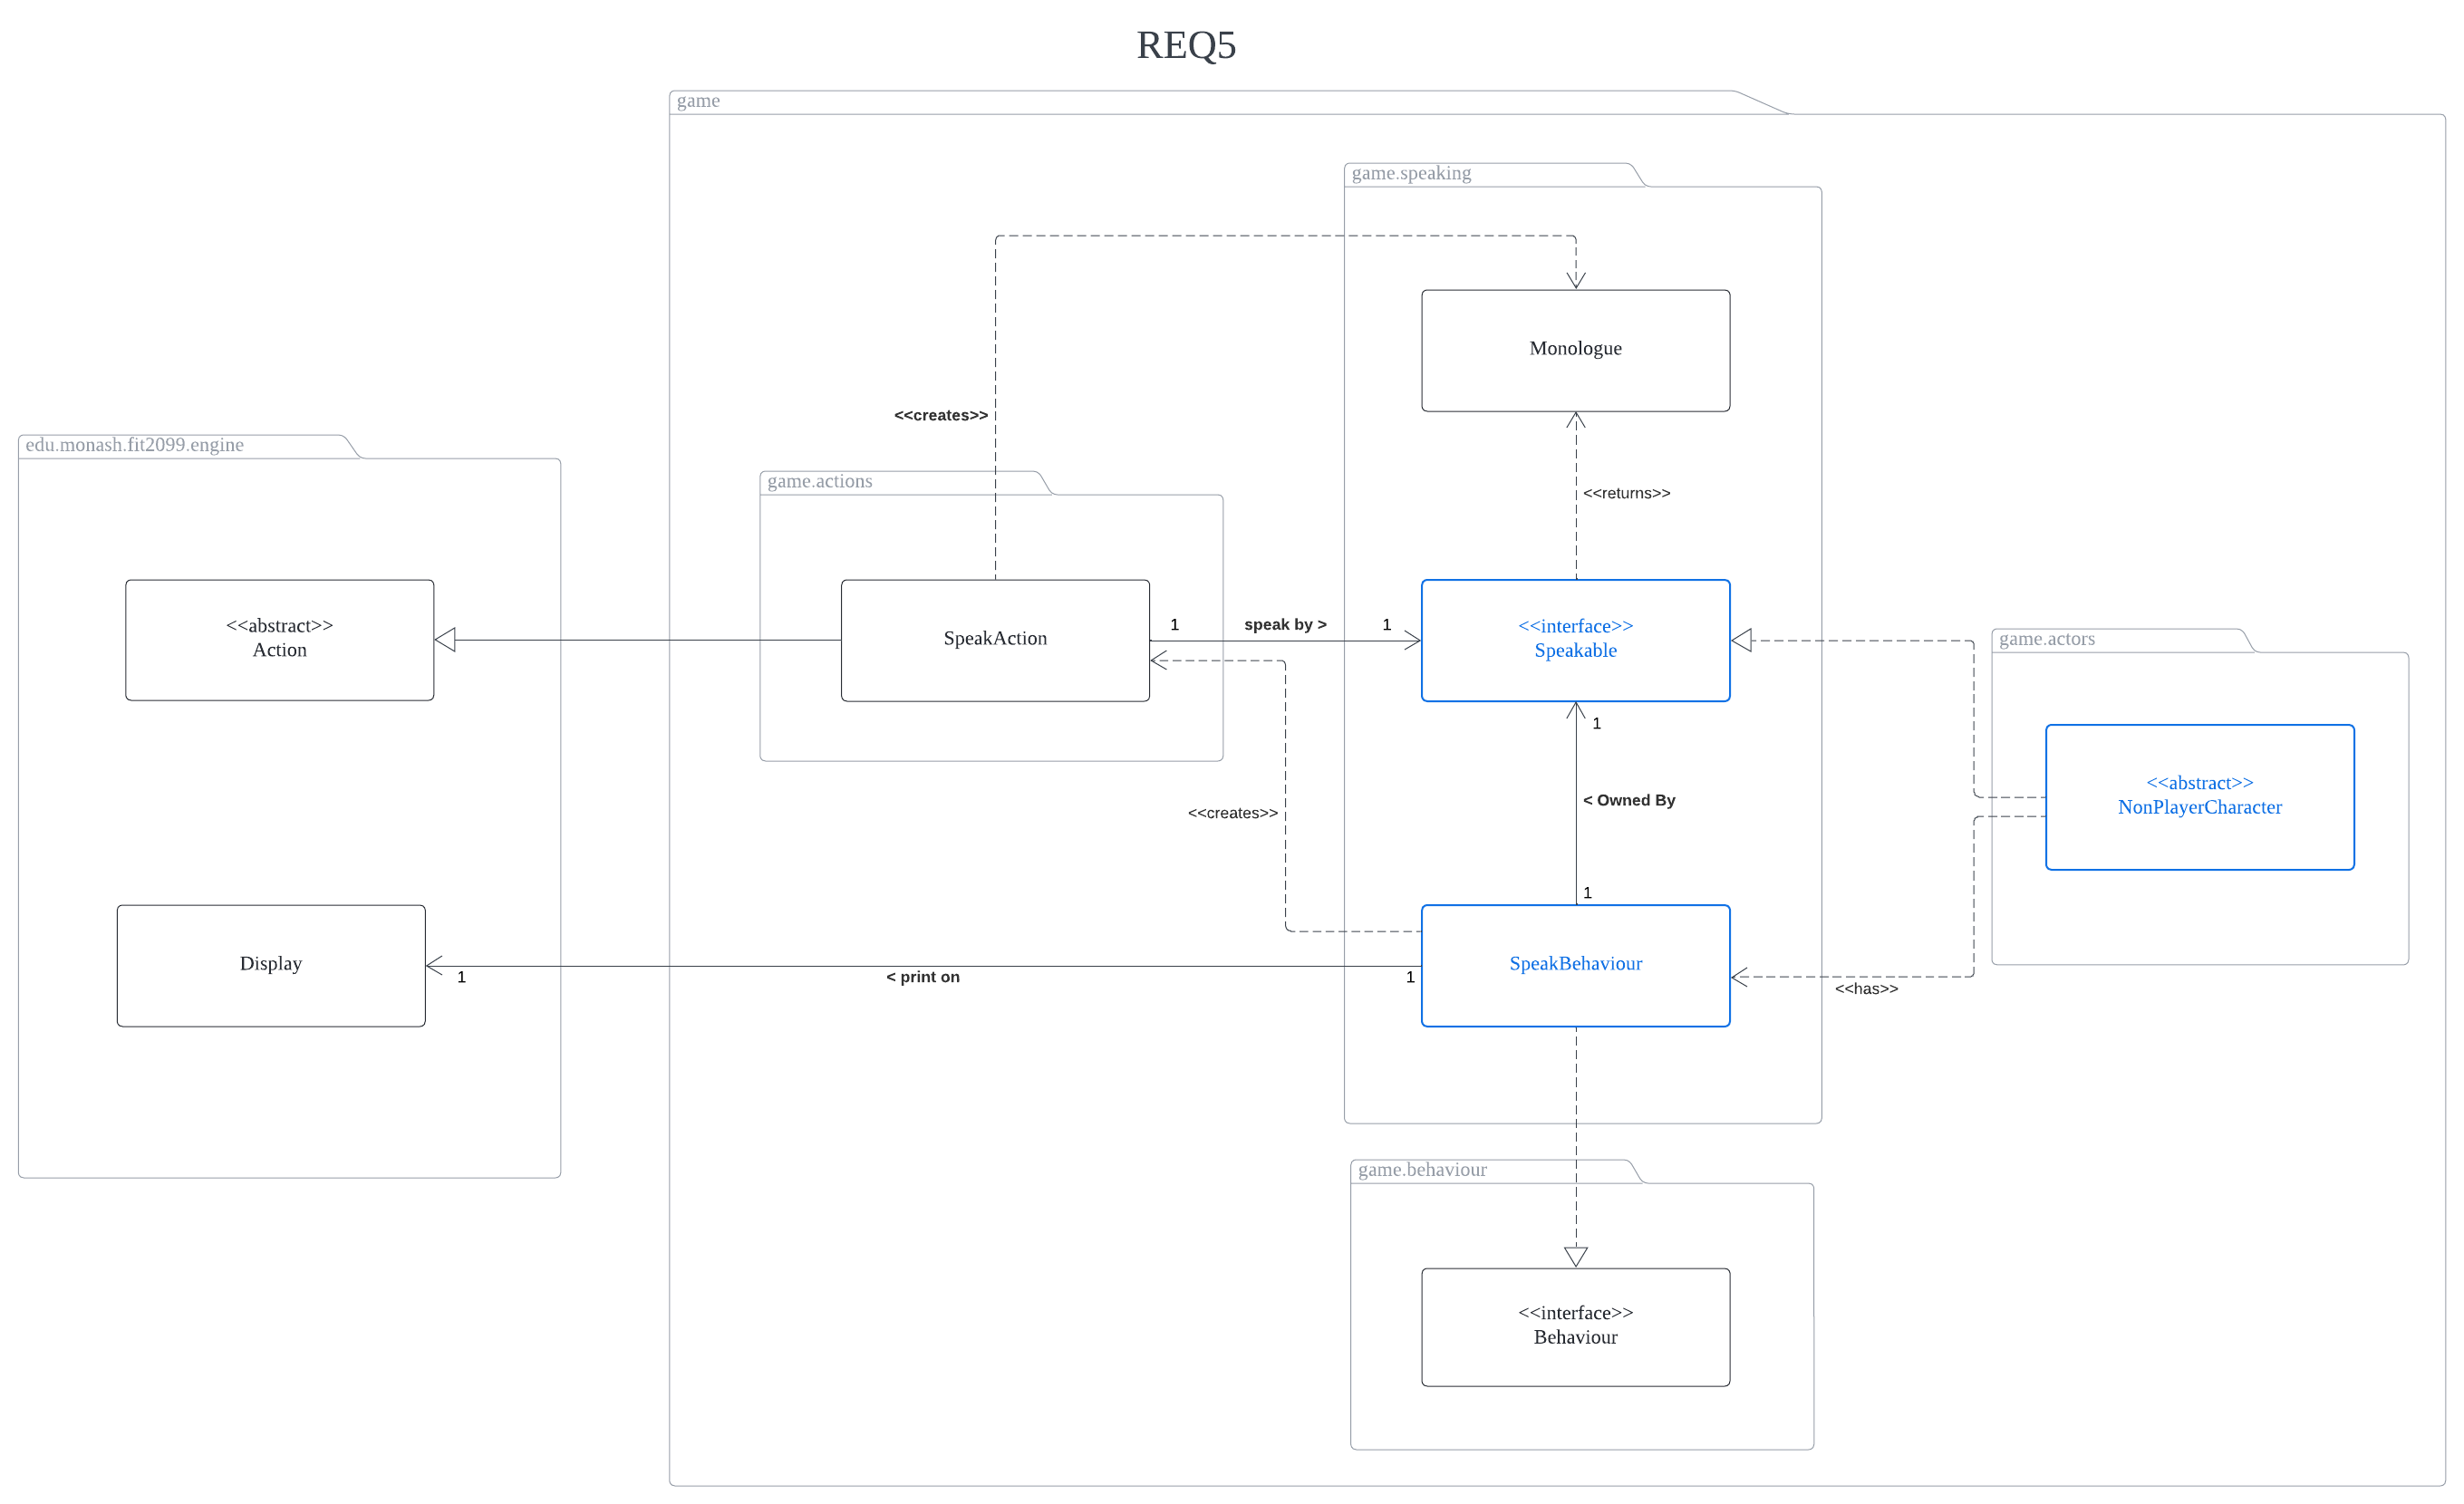 REQ5
game
game.speaking
Monologue
<<creates>>
edu.monash.fit2099.engine
game.actions
<<returns>>
<<abstract>>
Action
SpeakAction
1
speak by >
1
<<interface>>
Speakable
game.actors
1
<<abstract>>
NonPlayerCharacter
<<creates>>
< Owned By
1
Display
1
< print on
1
SpeakBehaviour
<<has>>
game.behaviour
<<interface>>
Behaviour